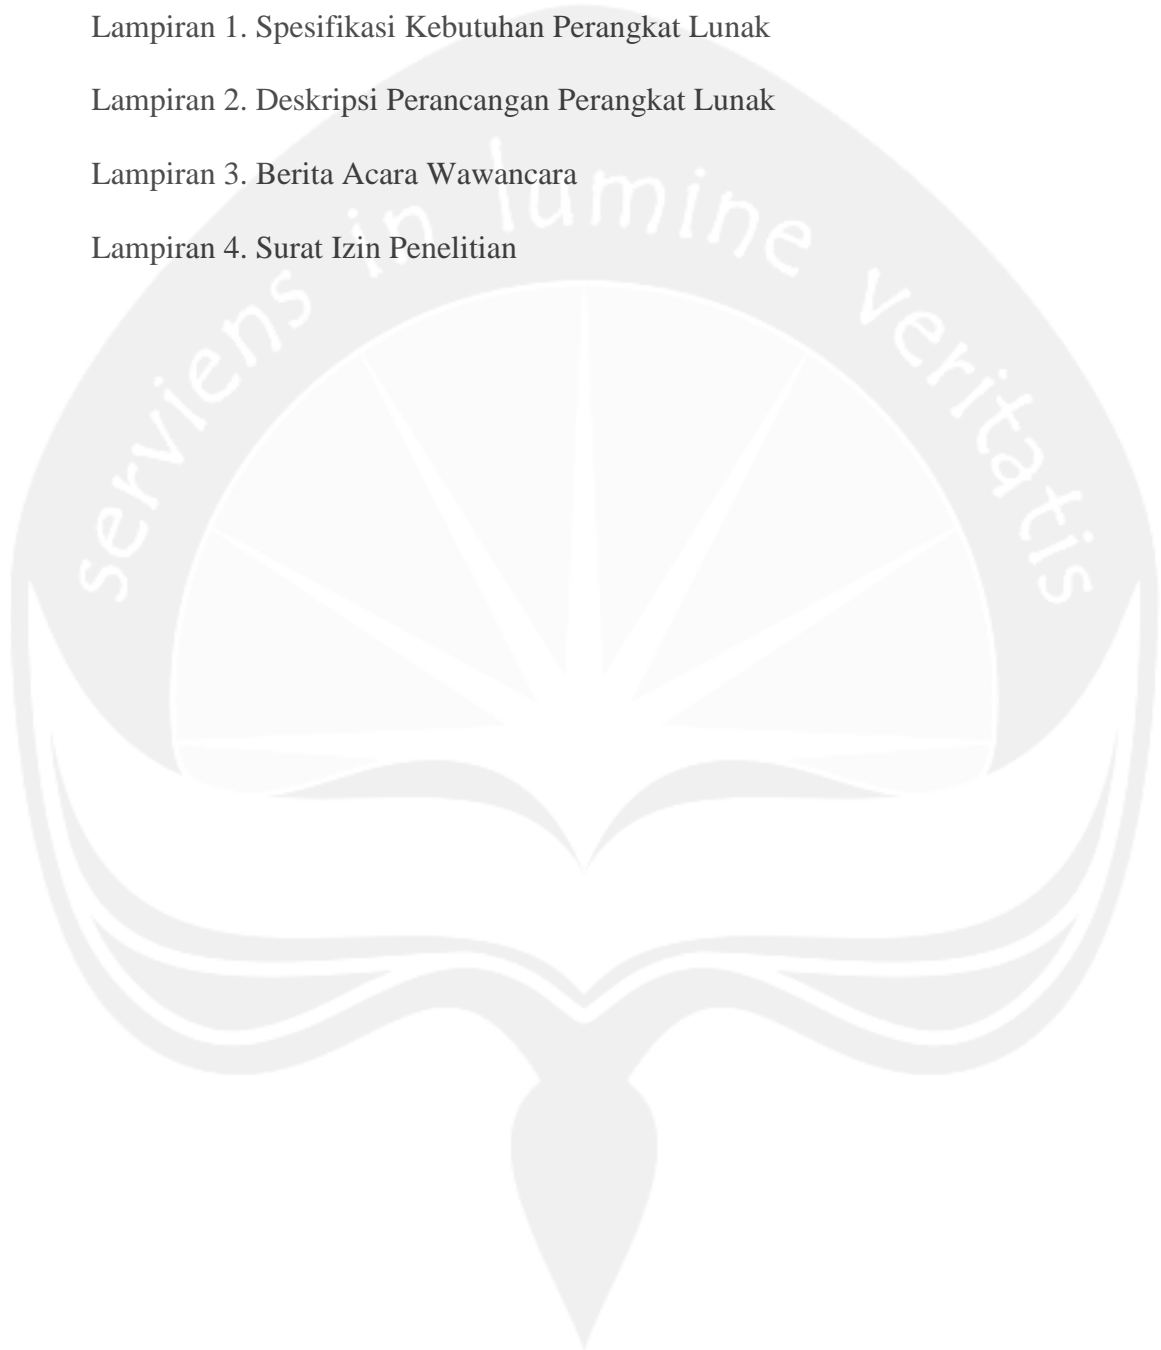 Lampiran 1. Spesifikasi Kebutuhan Perangkat Lunak
Lampiran 2. Deskripsi Perancangan Perangkat Lunak
Lampiran 3. Berita Acara Wawancara
Lampiran 4. Surat Izin Penelitian
serviens in lumine veritatis